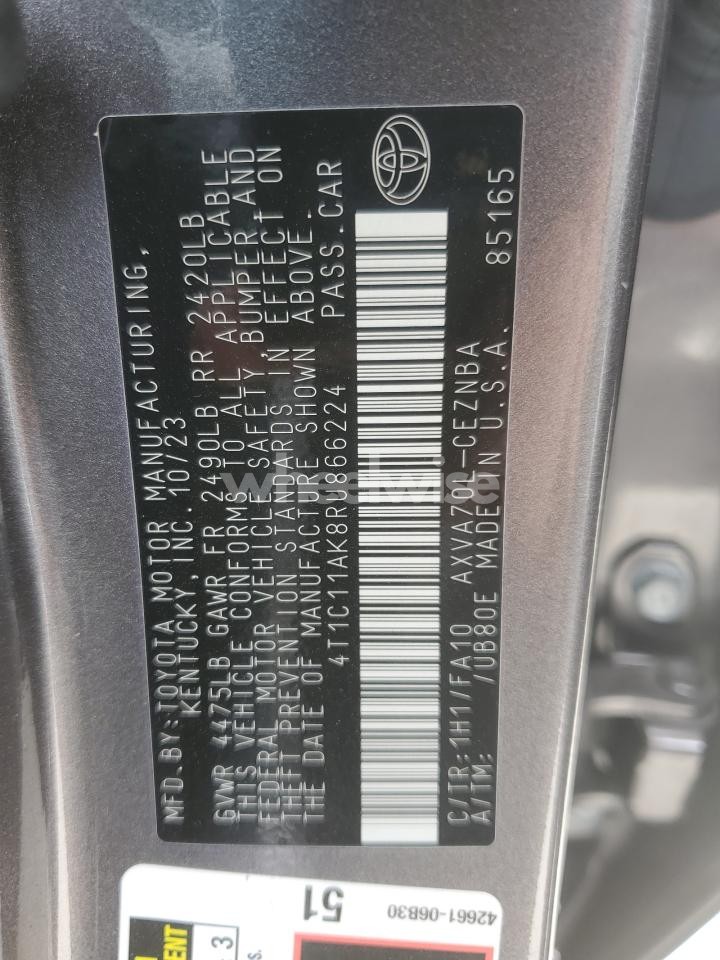 MFD.BY:TOYOTA MOTOR MANUFACTURING,
KENTUCKY, INC. 10/23
GVWR 4475LB GAWR FR 2490LB RR 2420LB
THIS VEHICLE CONFORMS TO ALL APPLICABLE
FEDERAL MOTOR VEHICLE SAFETY, BUMPER, AND
THEFT PREVENTION STANDARDS IN EFFECT ON
THE DATE OF MANUFACTURE SHOWN ABOVE.
4T1C11AK8RU866224 PASS.CAR
C/TR:1H1/FA10 AXVA70L-CEZNBA 85165
A/TM: /UB80E MADE IN U.S.A.
wheelwise
51
42661-06B30
3